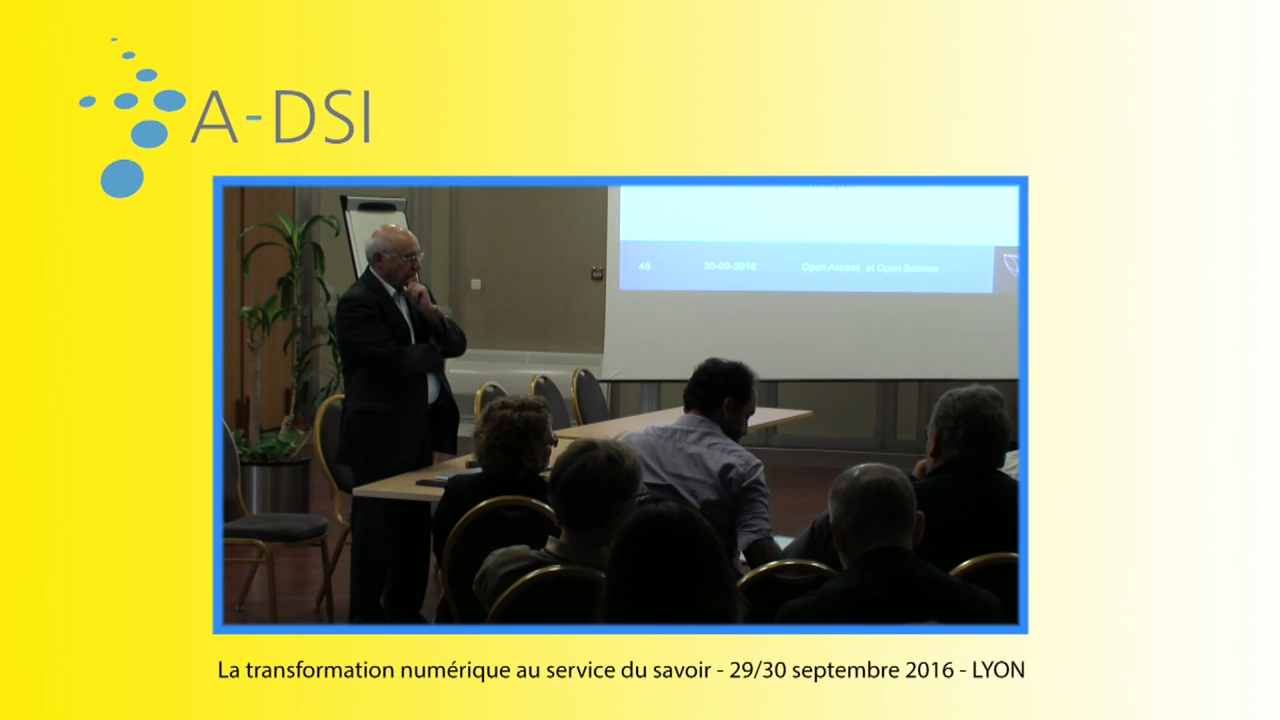 A-DSI
46 30-09-2016 Open Access et Open Science
La transformation numérique au service du savoir - 29/30 septembre 2016 - LYON